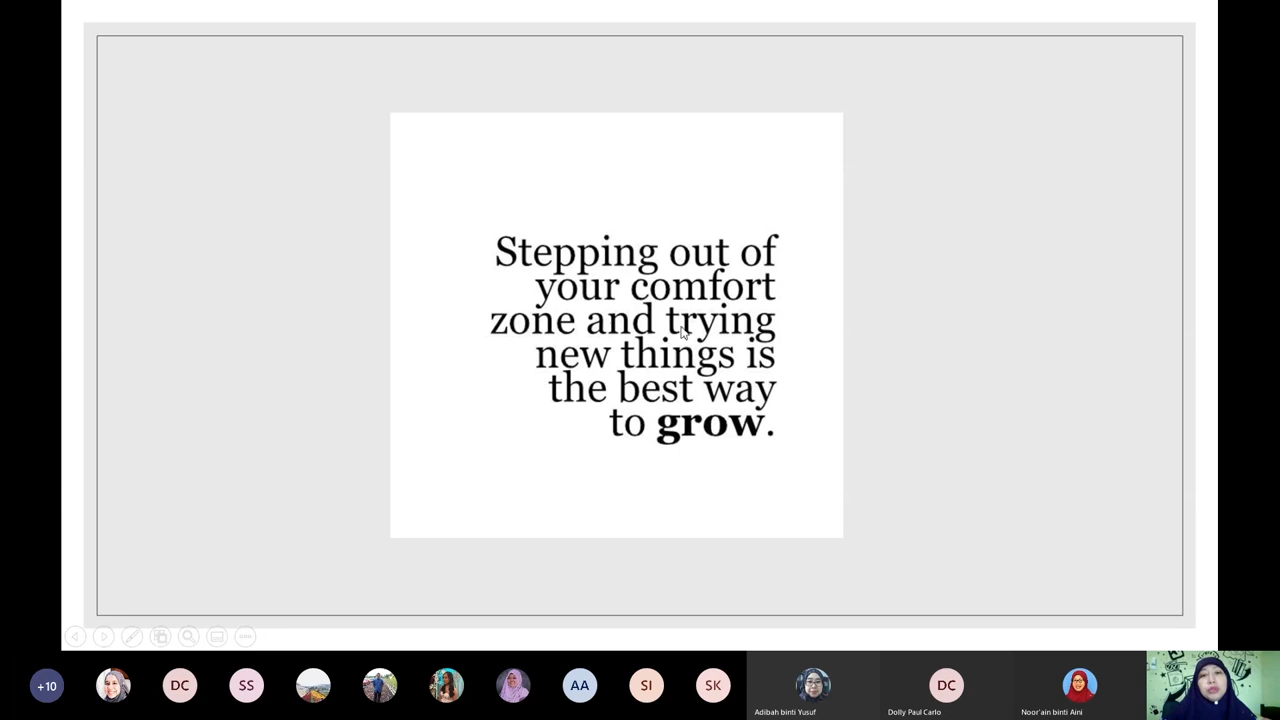 Stepping out of
your comfort
zone and trying
new things is
the best way
to grow.
+10
DC
SS
AA
SI
SK
Adibah binti Yusuf
DC
Dolly Paul Carlo
Noor'ain binti Aini